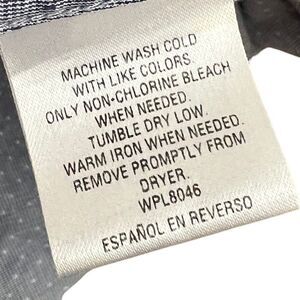 MACHINE WASH COLD
WITH LIKE COLORS.
ONLY NON-CHLORINE BLEACH
WHEN NEEDED.
TUMBLE DRY LOW.
WARM IRON WHEN NEEDED.
REMOVE PROMPTLY FROM
DRYER.
WPL8046
ESPAÑOL EN REVERSO